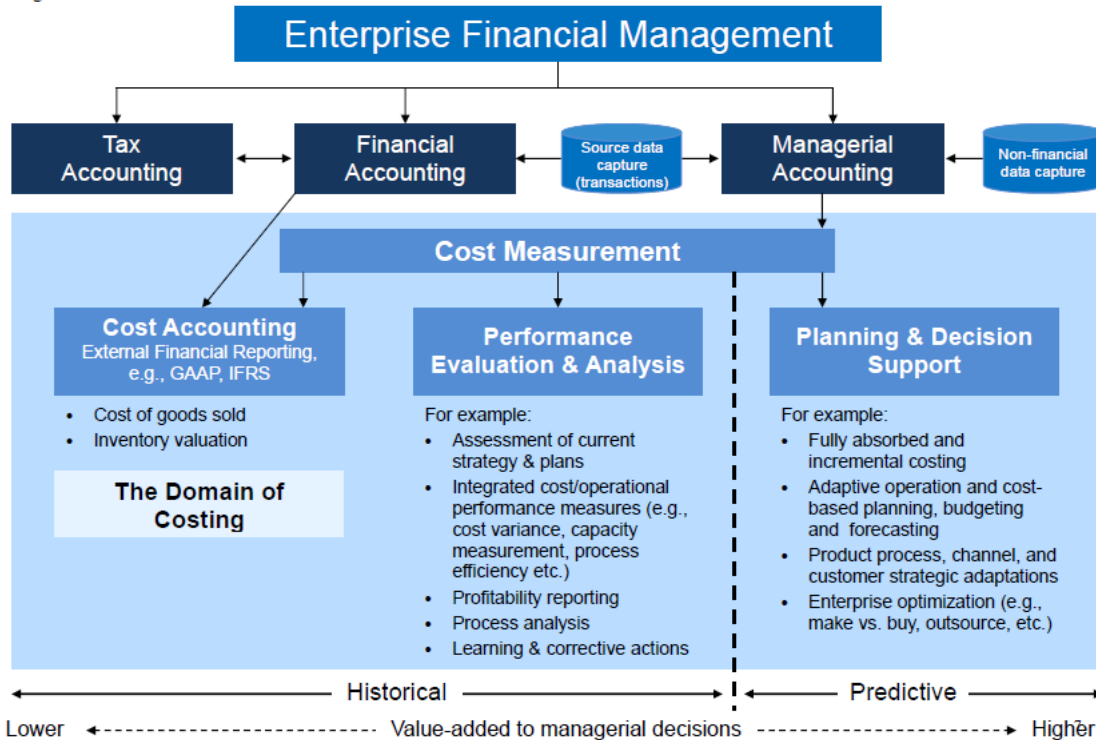 Enterprise Financial Management
Tax
Accounting
Financial
Accounting
Source data
capture
(transactions)
Managerial
Accounting
Non-financial
data capture
Cost Measurement
Cost Accounting
External Financial Reporting,
e.g., GAAP, IFRS
• Cost of goods sold
• Inventory valuation
The Domain of
Costing
Performance
Evaluation & Analysis
For example:
• Assessment of current
strategy & plans
• Integrated cost/operational
performance measures (e.g.,
cost variance, capacity
measurement, process
efficiency etc.)
• Profitability reporting
• Process analysis
• Learning & corrective actions
Planning & Decision
Support
For example:
• Fully absorbed and
incremental costing
• Adaptive operation and cost-
based planning, budgeting
and forecasting
• Product process, channel, and
customer strategic adaptations
• Enterprise optimization (e.g.,
make vs. buy, outsource, etc.)
Historical
Predictive
Lower
Value-added to managerial decisions
Higher